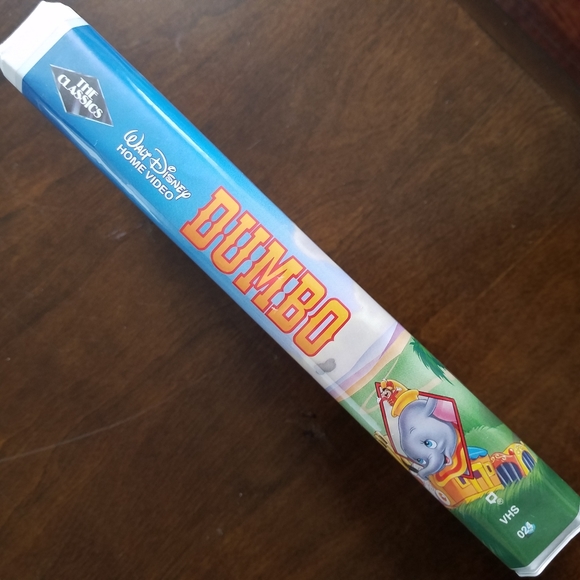 THE
CLASSICS
WALT DISNEY
HOME VIDEO
DUMBO
VHS
024